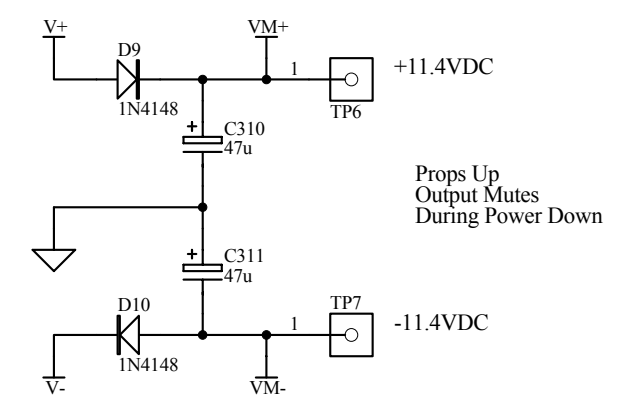 V+
VM+
D9
1
+11.4VDC
1N4148
TP6
+
C310
47u
Props Up
Output Mutes
During Power Down
+
C311
47u
D10
TP7
1
-11.4VDC
1N4148
V-
VM-